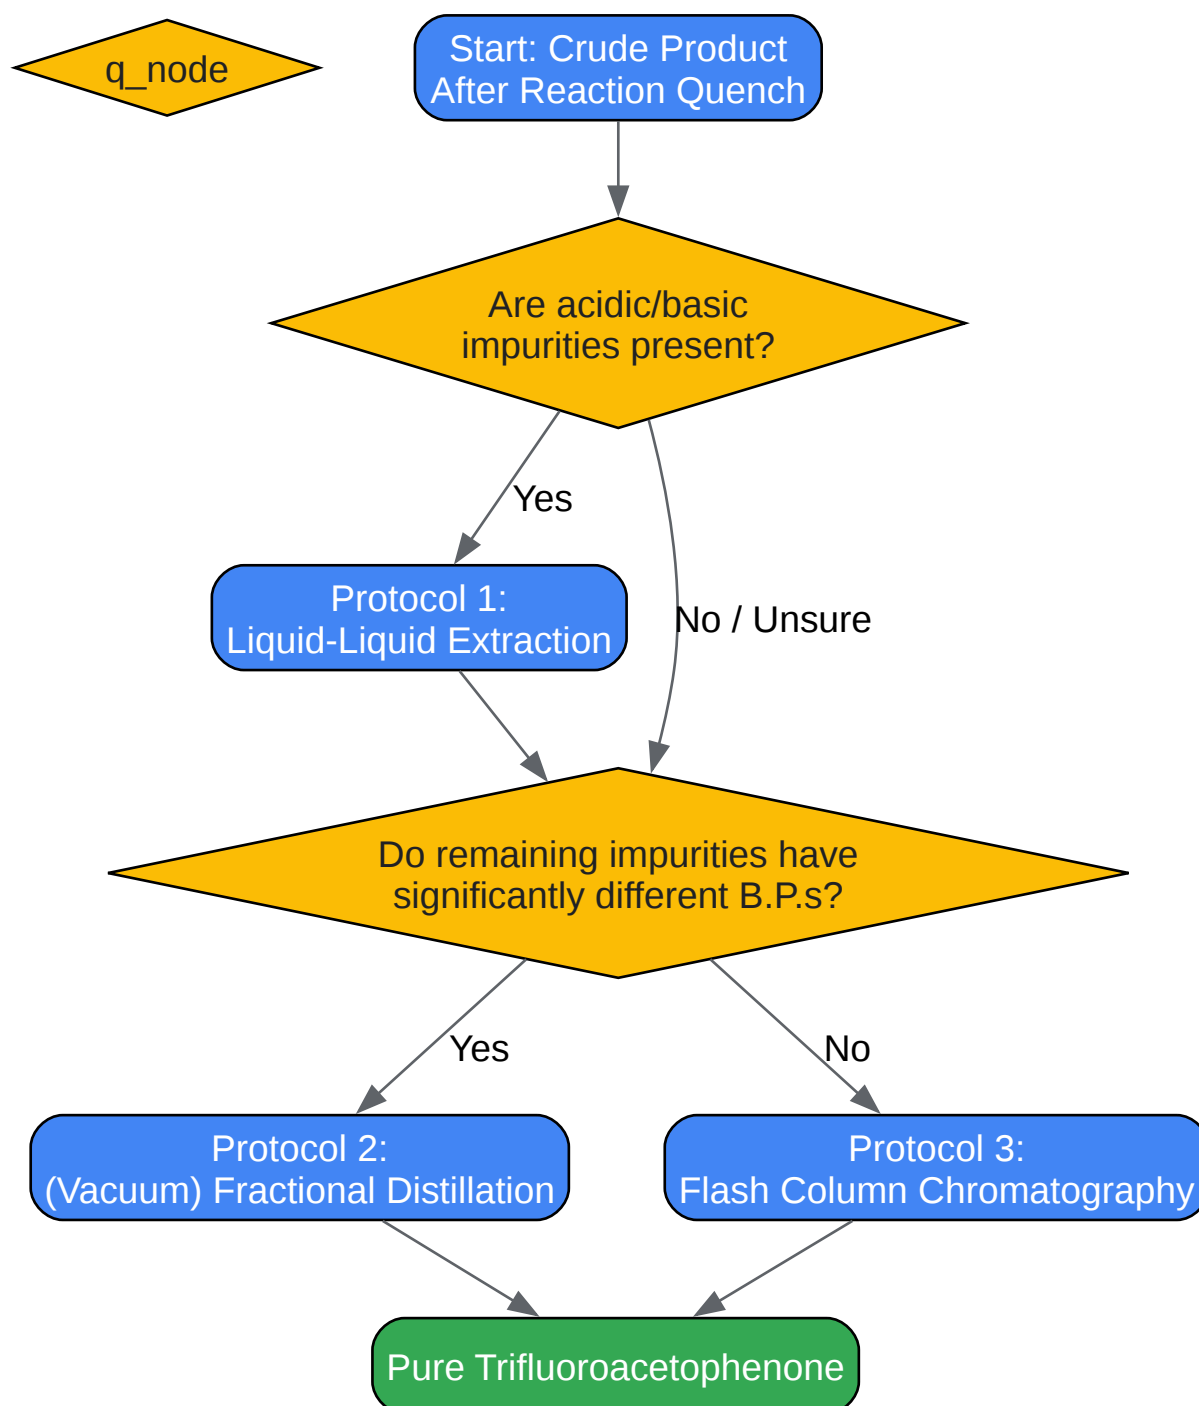 q_node
Start: Crude Product
After Reaction Quench
Are acidic/basic
impurities present?
Yes
No / Unsure
Protocol 1:
Liquid-Liquid Extraction
Do remaining impurities have
significantly different B.P.s?
Yes
No
Protocol 2:
(Vacuum) Fractional Distillation
Protocol 3:
Flash Column Chromatography
Pure Trifluoroacetophenone